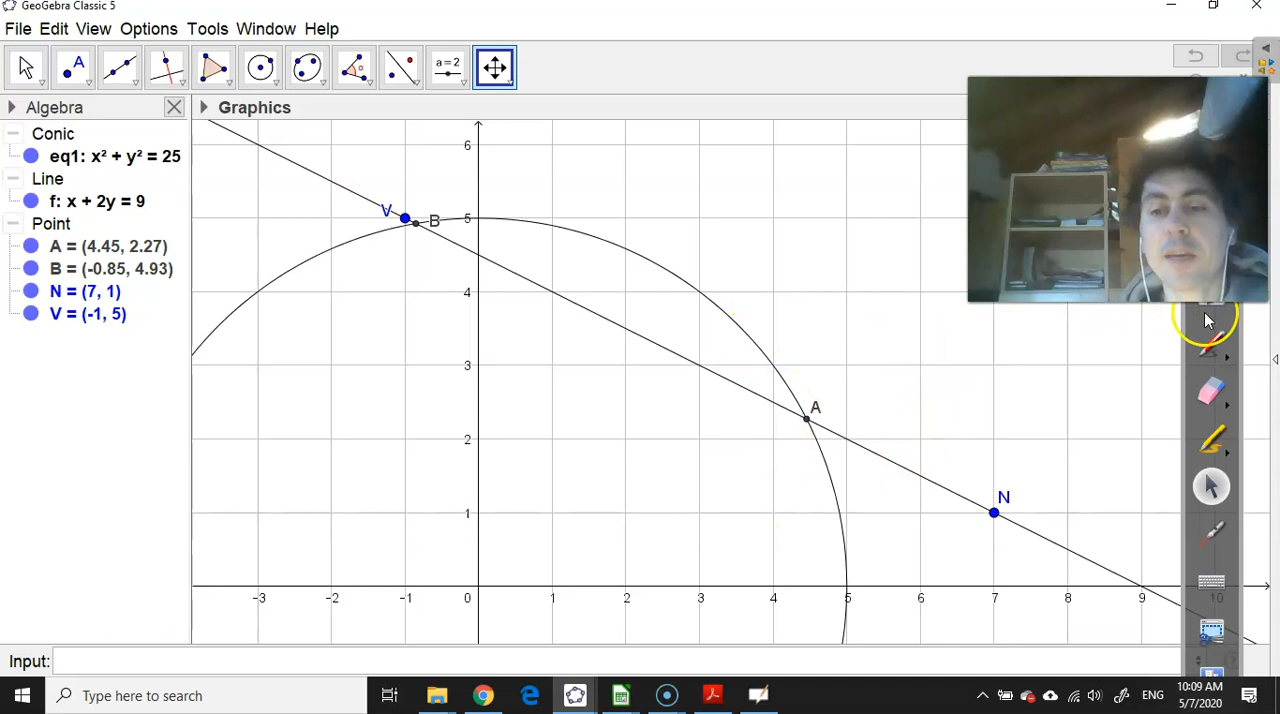 GeoGebra Classic 5
File Edit View Options Tools Window Help
A
α
a = 2
Algebra
Graphics
Conic
eq1: x² + y² = 25
Line
f: x + 2y = 9
Point
A = (4.45, 2.27)
B = (-0.85, 4.93)
N = (7, 1)
V = (-1, 5)
6
5
4
3
2
1
V
B
A
N
-3 -2 -1 0 1 2 3 4 5 6 7 8 9 10
Input:
Type here to search
ENG
10:09 AM
5/7/2020